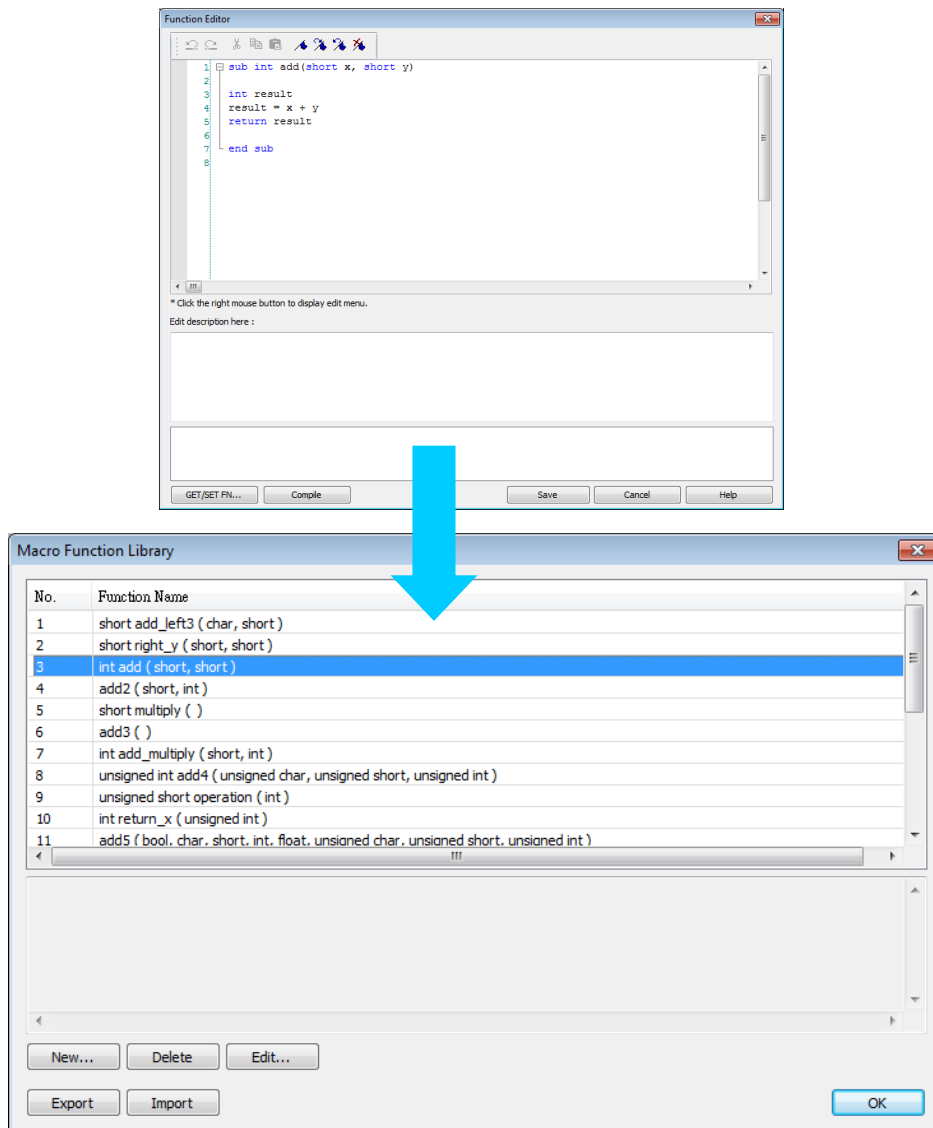 Function Editor
1 sub int add(short x, short y)
2
3 int result
4 result = x + y
5 return result
6
7 end sub
8
* Click the right mouse button to display edit menu.
Edit description here :
GET/SET FN... Compile Save Cancel Help
Macro Function Library
No. Function Name
1 short add_left3 ( char, short )
2 short right_y ( short, short )
3 int add ( short, short )
4 add2 ( short, int )
5 short multiply ( )
6 add3 ( )
7 int add_multiply ( short, int )
8 unsigned int add4 ( unsigned char, unsigned short, unsigned int )
9 unsigned short operation ( int )
10 int return_x ( unsigned int )
11 add5 ( bool, char, short, int, float, unsigned char, unsigned short, unsigned int )
New... Delete Edit...
Export Import OK